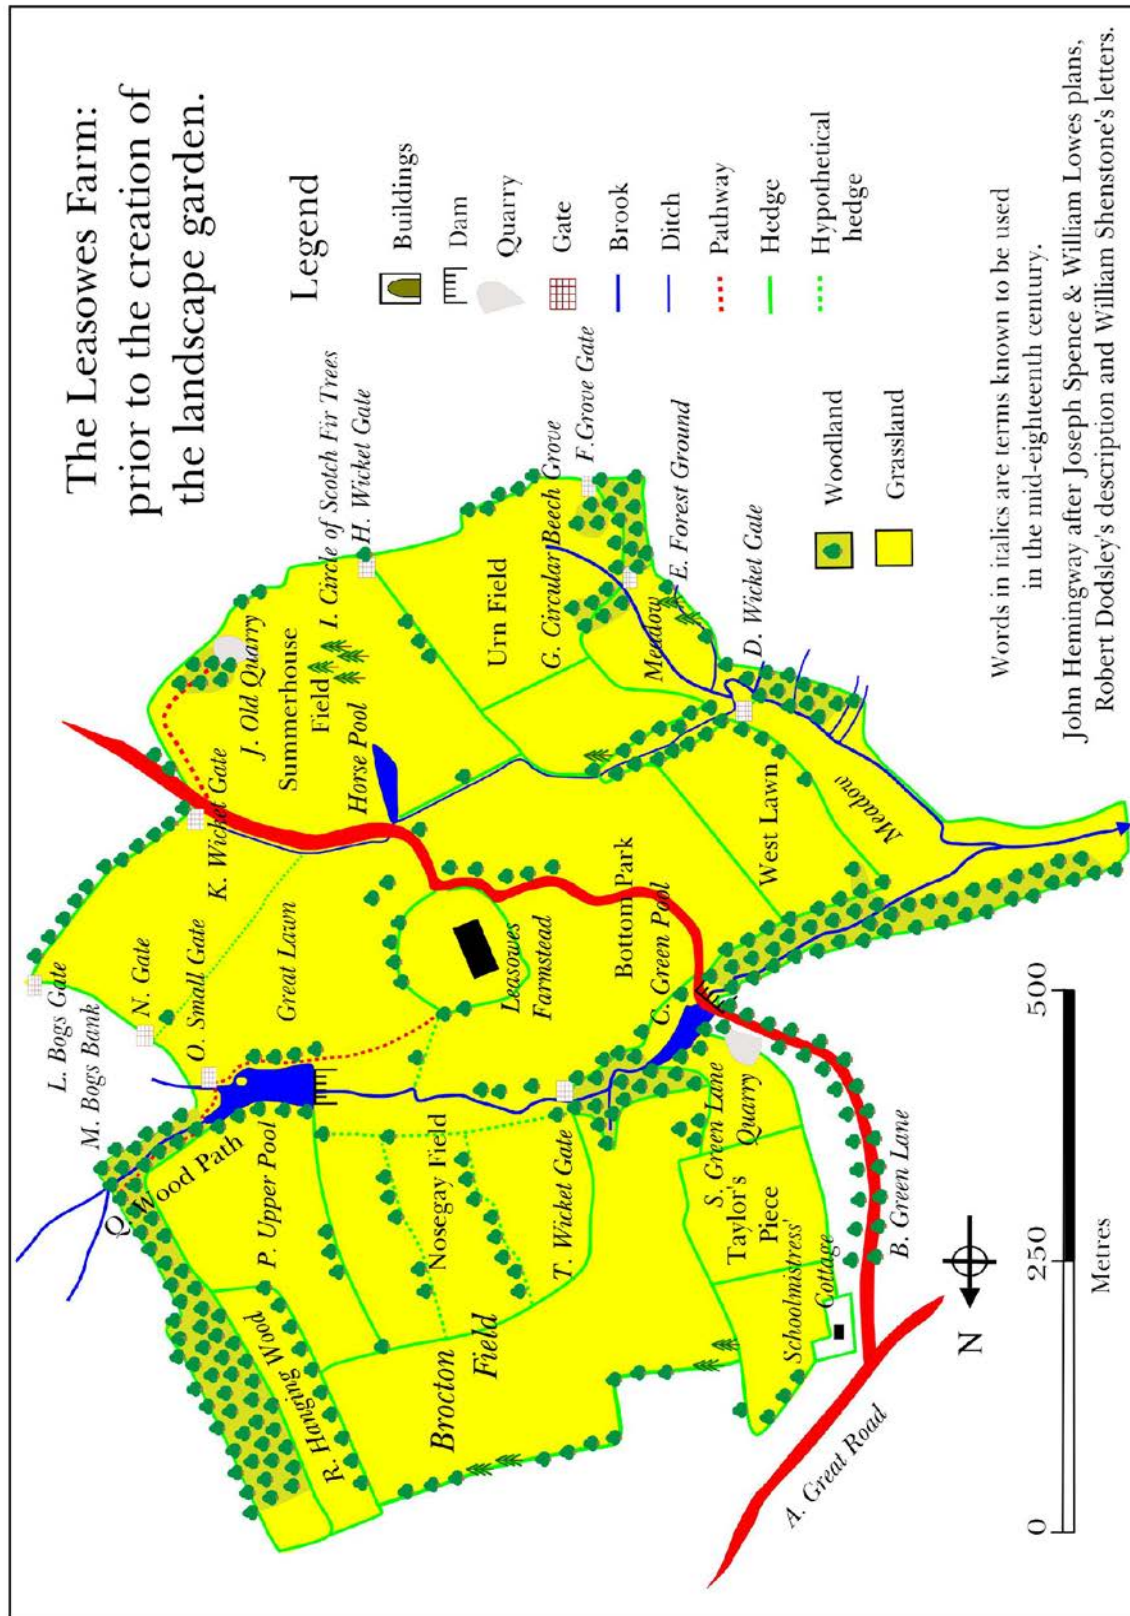 The Leasowes Farm:
prior to the creation of
the landscape garden.
Legend
Buildings
Dam
Quarry
Gate
Brook
Ditch
Pathway
Hedge
Hypothetical
hedge
Woodland
Grassland
Words in italics are terms known to be used
in the mid-eighteenth century.
John Hemingway after Joseph Spence & William Lowes plans,
Robert Dodsley's description and William Shenstone's letters.
L. Bogs Gate
M. Bogs Bank
N. Gate
O. Small Gate
K. Wicket Gate
J. Old Quarry
Summerhouse
Field
I. Circle of Scotch Fir Trees
H. Wicket Gate
Horse Pool
Great Lawn
Q. Wood Path
P. Upper Pool
R. Hanging Wood
Nosegay Field
Brocton
Field
Leasowes
Farmstead
Urn Field
G. Circular Beech Grove
F.Grove Gate
E. Forest Ground
Meadow
D. Wicket Gate
T. Wicket Gate
Bottom Park
C. Green Pool
West Lawn
Meadow
S. Green Lane
Quarry
Taylor's
Piece
Schoolmistress'
Cottage
B. Green Lane
A. Great Road
N
0
250
500
Metres